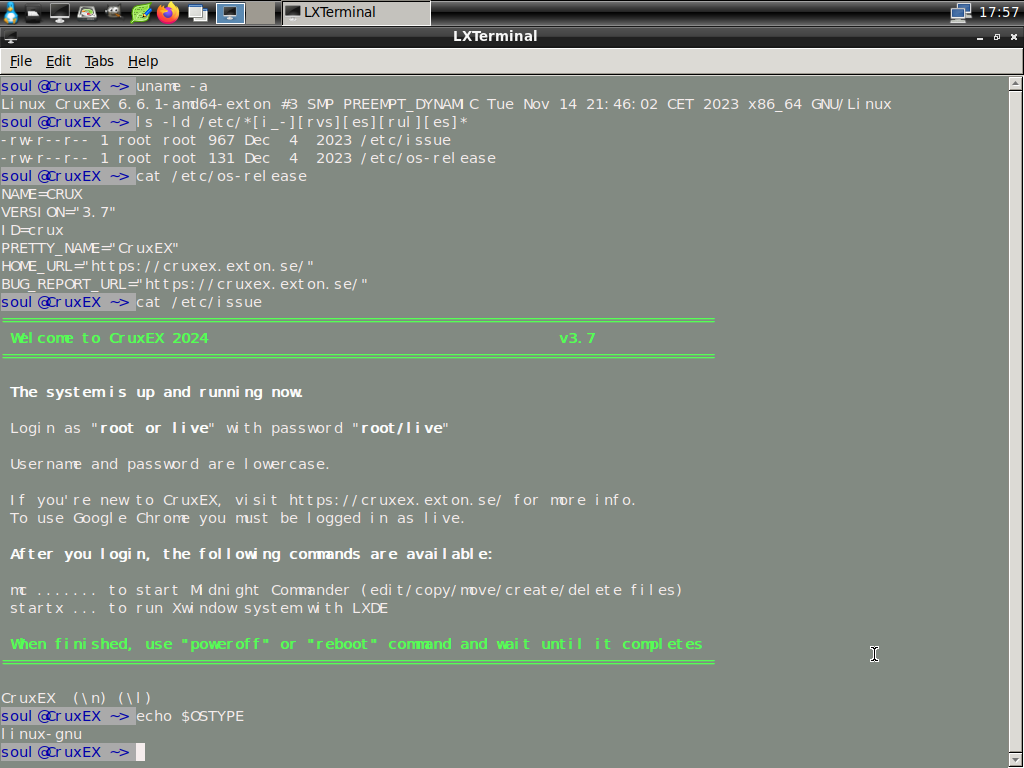 LXTerminal 17:57
LXTerminal
File Edit Tabs Help
soul@CruxEX ~> uname -a
Linux CruxEX 6.6.1-amd64-exton #3 SMP PREEMPT_DYNAMIC Tue Nov 14 21:46:02 CET 2023 x86_64 GNU/Linux
soul@CruxEX ~> ls -ld /etc/*[i_-][rvs][es][rul][es]*
-rw-r--r-- 1 root root 967 Dec  4  2023 /etc/issue
-rw-r--r-- 1 root root 131 Dec  4  2023 /etc/os-release
soul@CruxEX ~> cat /etc/os-release
NAME=CRUX
VERSION="3.7"
ID=crux
PRETTY_NAME="CruxEX"
HOME_URL="https://cruxex.exton.se/"
BUG_REPORT_URL="https://cruxex.exton.se/"
soul@CruxEX ~> cat /etc/issue
Welcome to CruxEX 2024 v3.7
The system is up and running now.
Login as "root or live" with password "root/live"
Username and password are lowercase.
If you're new to CruxEX, visit https://cruxex.exton.se/ for more info.
To use Google Chrome you must be logged in as live.
After you login, the following commands are available:
mc ....... to start Midnight Commander (edit/copy/move/create/delete files)
startx ... to run Xwindow system with LXDE
When finished, use "poweroff" or "reboot" command and wait until it completes
CruxEX (\n) (\l)
soul@CruxEX ~> echo $OSTYPE
linux-gnu
soul@CruxEX ~>